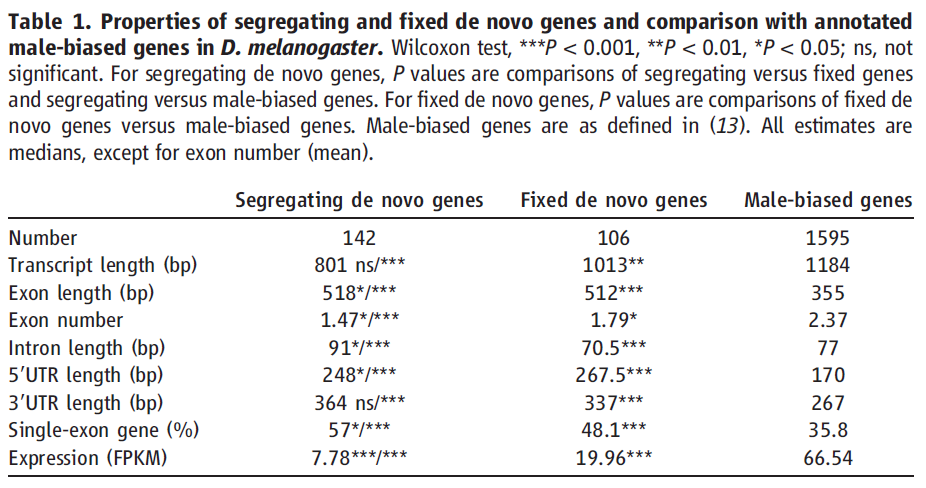 Table 1. Properties of segregating and fixed de novo genes and comparison with annotated
male-biased genes in D. melanogaster. Wilcoxon test, ***P < 0.001, **P < 0.01, *P < 0.05; ns, not
significant. For segregating de novo genes, P values are comparisons of segregating versus fixed genes
and segregating versus male-biased genes. For fixed de novo genes, P values are comparisons of fixed de
novo genes versus male-biased genes. Male-biased genes are as defined in (13). All estimates are
medians, except for exon number (mean).
Segregating de novo genes Fixed de novo genes Male-biased genes
Number 142 106 1595
Transcript length (bp) 801 ns/*** 1013** 1184
Exon length (bp) 518*/*** 512*** 355
Exon number 1.47*/*** 1.79* 2.37
Intron length (bp) 91*/*** 70.5*** 77
5′UTR length (bp) 248*/*** 267.5*** 170
3′UTR length (bp) 364 ns/*** 337*** 267
Single-exon gene (%) 57*/*** 48.1*** 35.8
Expression (FPKM) 7.78***/*** 19.96*** 66.54